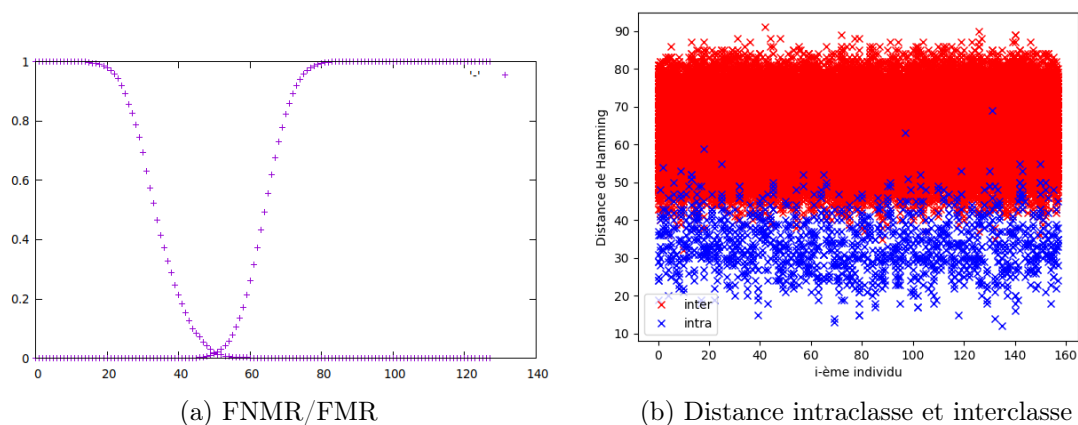 1
0.8
0.6
0.4
0.2
0
0 20 40 60 80 100 120 140
'-'
(a) FNMR/FMR
Distance de Hamming
90
80
70
60
50
40
30
20
10
inter
intra
0 20 40 60 80 100 120 140 160
i-ème individu
(b) Distance intraclasse et interclasse